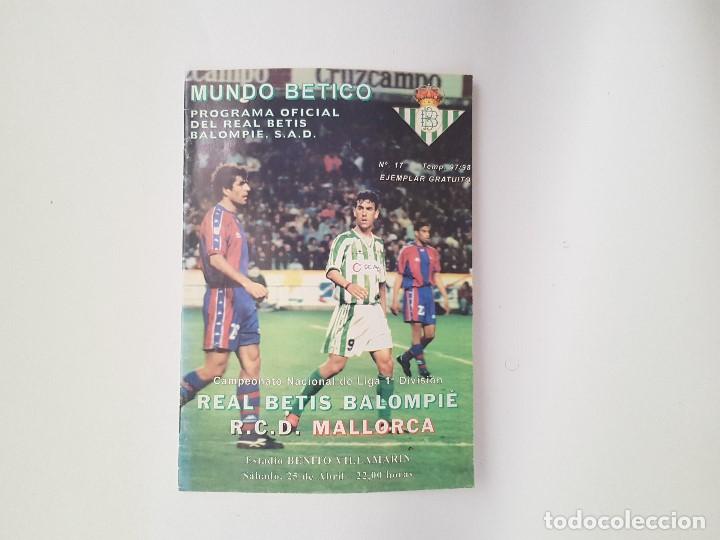 Cruzcampo
MUNDO BETICO
PROGRAMA OFICIAL
DEL REAL BETIS
BALOMPIE, S.A.D.
Nº 17 Temp. 97/98
EJEMPLAR GRATUITO
9
Campeonato Nacional de Liga 1ª División
REAL BETIS BALOMPIÉ
R.C.D. MALLORCA
Estadio BENITO VILLAMARIN
Sábado, 25 de Abril - 22,00 horas
todocoleccion